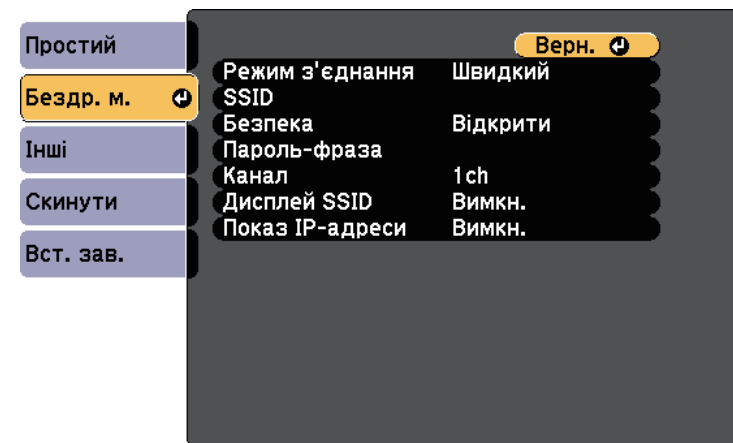 Простий
Бездр. м.
Інші
Скинути
Вст. зав.
Верн.
Режим з'єднання Швидкий
SSID
Безпека Відкрити
Пароль-фраза
Канал 1ch
Дисплей SSID Вимкн.
Показ IP-адреси Вимкн.